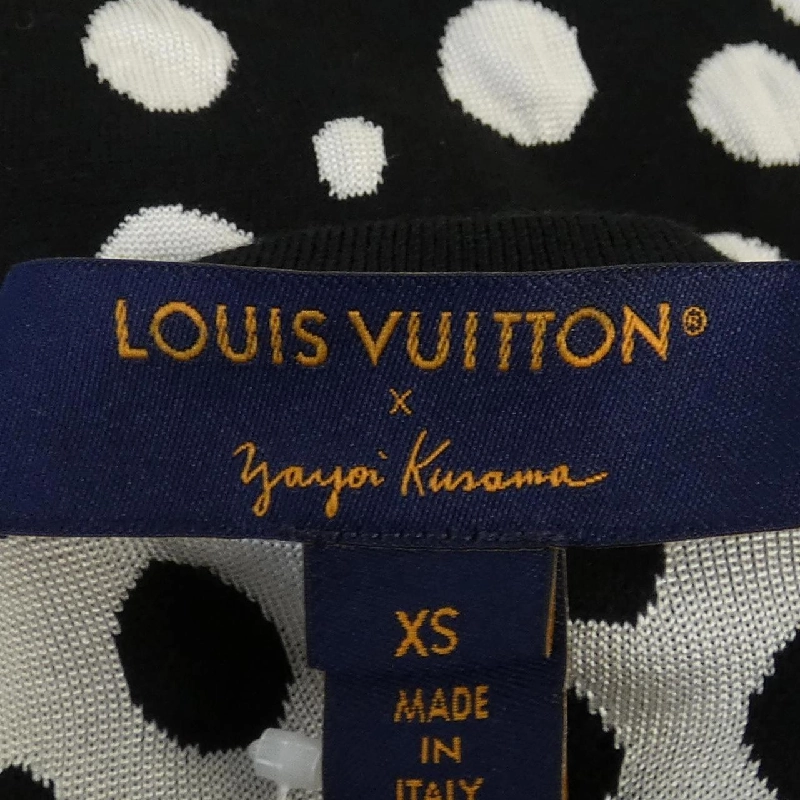 LOUIS VUITTON®
x
Yayoi Kusama
XS
MADE
IN
ITALY